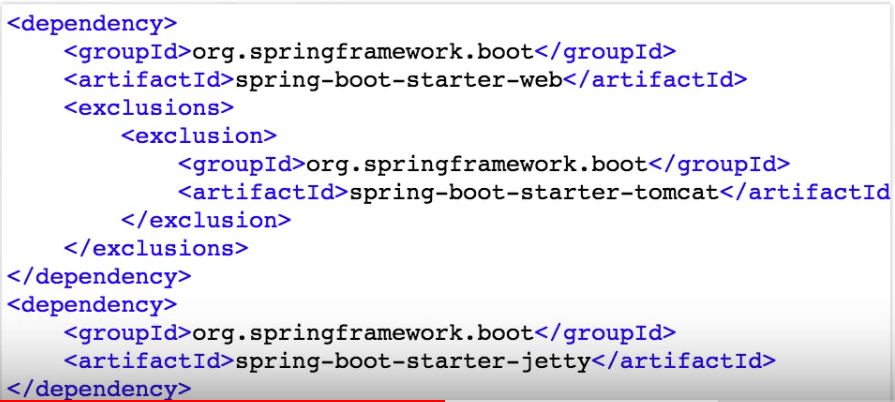 <dependency>
<groupId>org.springframework.boot</groupId>
<artifactId>spring-boot-starter-web</artifactId>
<exclusions>
<exclusion>
<groupId>org.springframework.boot</groupId>
<artifactId>spring-boot-starter-tomcat</artifactId
</exclusion>
</exclusions>
</dependency>
<dependency>
<groupId>org.springframework.boot</groupId>
<artifactId>spring-boot-starter-jetty</artifactId>
</dependency>